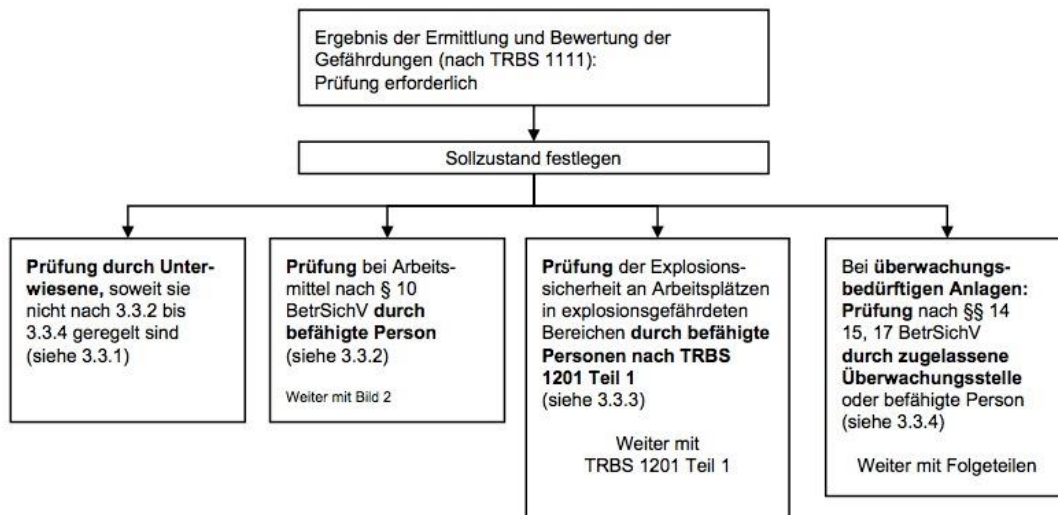 Ergebnis der Ermittlung und Bewertung der
Gefährdungen (nach TRBS 1111):
Prüfung erforderlich
Sollzustand festlegen
Prüfung durch Unter-
wiesene, soweit sie
nicht nach 3.3.2 bis
3.3.4 geregelt sind
(siehe 3.3.1)
Prüfung bei Arbeits-
mittel nach § 10
BetrSichV durch
befähigte Person
(siehe 3.3.2)
Weiter mit Bild 2
Prüfung der Explosions-
sicherheit an Arbeitsplätzen
in explosionsgefährdeten
Bereichen durch befähigte
Personen nach TRBS
1201 Teil 1
(siehe 3.3.3)
Weiter mit
TRBS 1201 Teil 1
Bei überwachungs-
bedürftigen Anlagen:
Prüfung nach §§ 14
15, 17 BetrSichV
durch zugelassene
Überwachungsstelle
oder befähigte Person
(siehe 3.3.4)
Weiter mit Folgeteilen